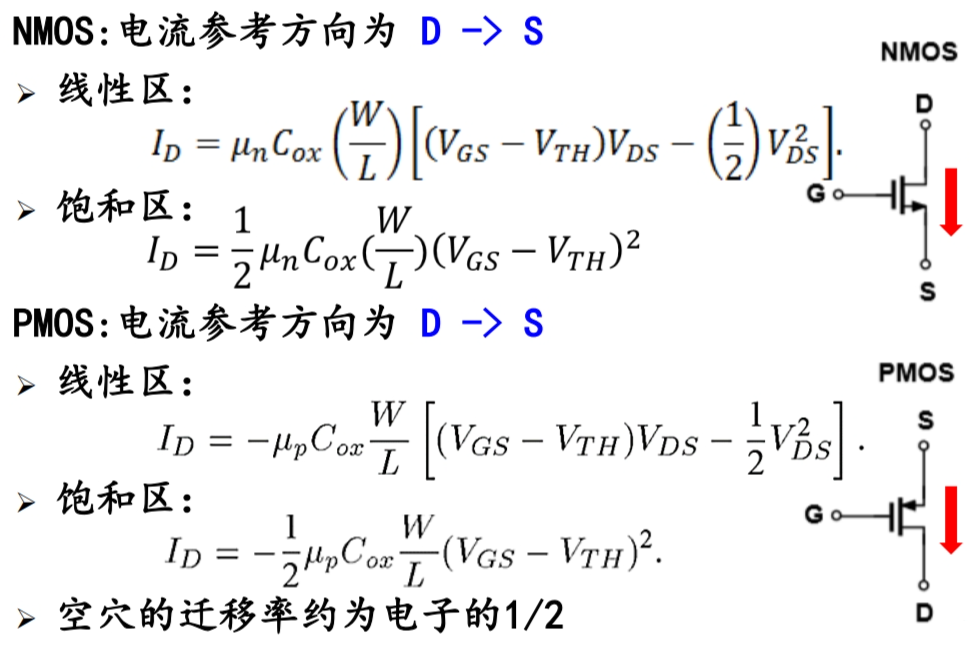 NMOS:电流参考方向为 D -> S
NMOS
➢ 线性区:
D
I_D = μ_n C_ox (W/L) [(V_GS − V_TH)V_DS − (1/2) V_DS^2].
G
➢ 饱和区:
I_D = 1/2 μ_n C_ox (W/L)(V_GS − V_TH)^2
S
PMOS:电流参考方向为 D -> S
PMOS
➢ 线性区:
S
I_D = −μ_p C_ox W/L [(V_GS − V_TH)V_DS − 1/2 V_DS^2].
➢ 饱和区:
G
I_D = −1/2 μ_p C_ox W/L (V_GS − V_TH)^2.
➢ 空穴的迁移率约为电子的1/2
D